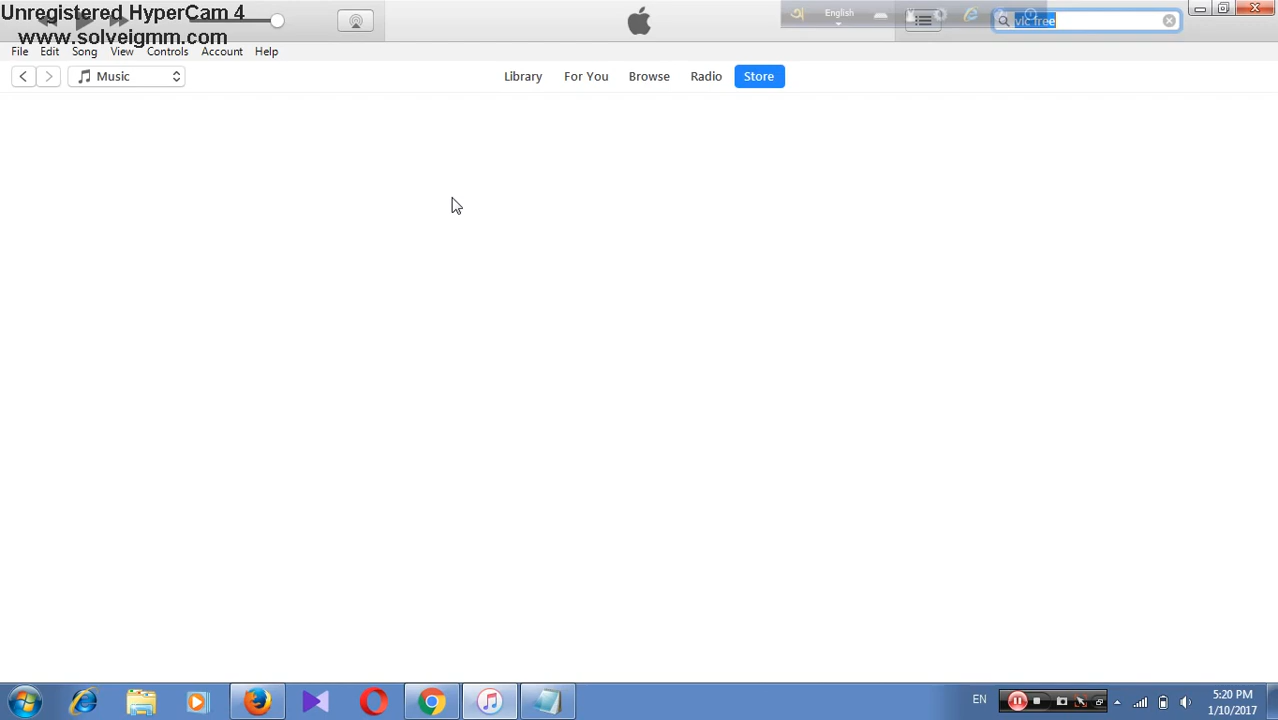 Unregistered HyperCam 4
www.solveigmm.com
English
vlc free
File Edit Song View Controls Account Help
Music
Library For You Browse Radio Store
EN
5:20 PM
1/10/2017